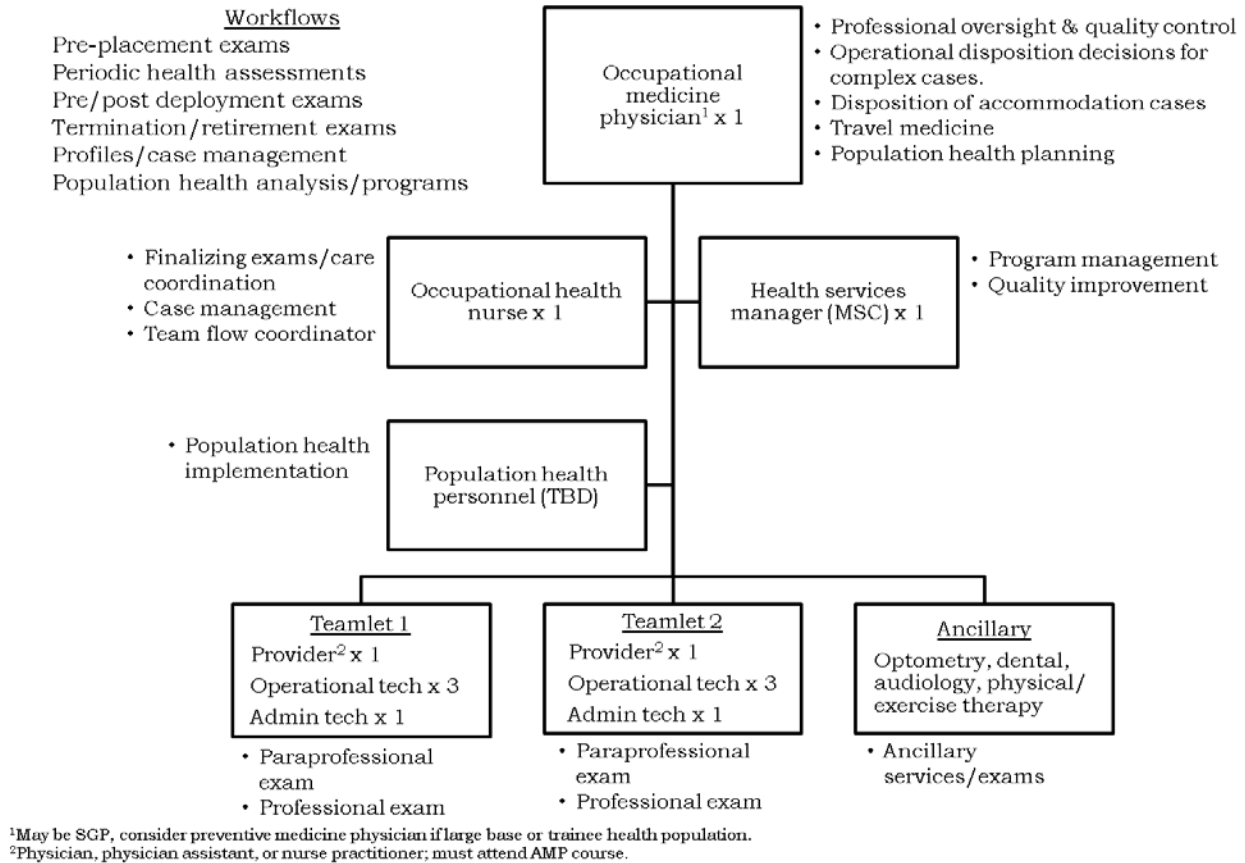 Workflows
Pre-placement exams
Periodic health assessments
Pre/post deployment exams
Termination/retirement exams
Profiles/case management
Population health analysis/programs
Occupational
medicine
physician¹ x 1
• Professional oversight & quality control
• Operational disposition decisions for
complex cases.
• Disposition of accommodation cases
• Travel medicine
• Population health planning
• Finalizing exams/care
coordination
• Case management
• Team flow coordinator
Occupational health
nurse x 1
Health services
manager (MSC) x 1
• Program management
• Quality improvement
• Population health
implementation
Population health
personnel (TBD)
Teamlet 1
Provider² x 1
Operational tech x 3
Admin tech x 1
• Paraprofessional
exam
• Professional exam
Teamlet 2
Provider² x 1
Operational tech x 3
Admin tech x 1
• Paraprofessional
exam
• Professional exam
Ancillary
Optometry, dental,
audiology, physical/
exercise therapy
• Ancillary
services/exams
¹May be SGP, consider preventive medicine physician if large base or trainee health population.
²Physician, physician assistant, or nurse practitioner; must attend AMP course.